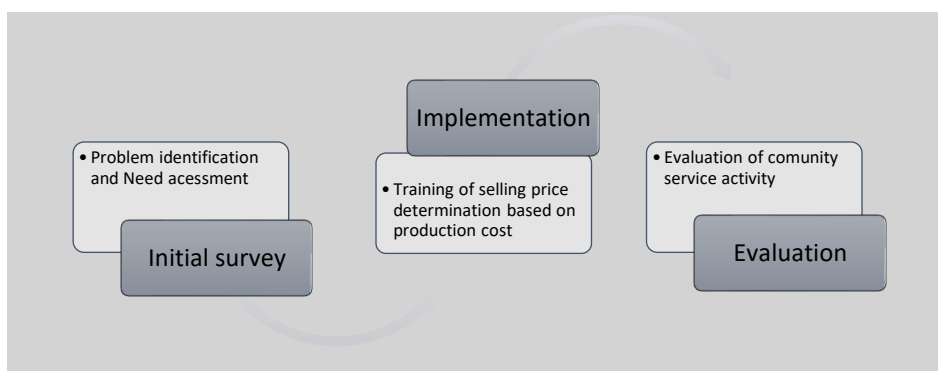 • Problem identification
and Need acessment
Initial survey
Implementation
• Training of selling price
determination based on
production cost
• Evaluation of comunity
service activity
Evaluation